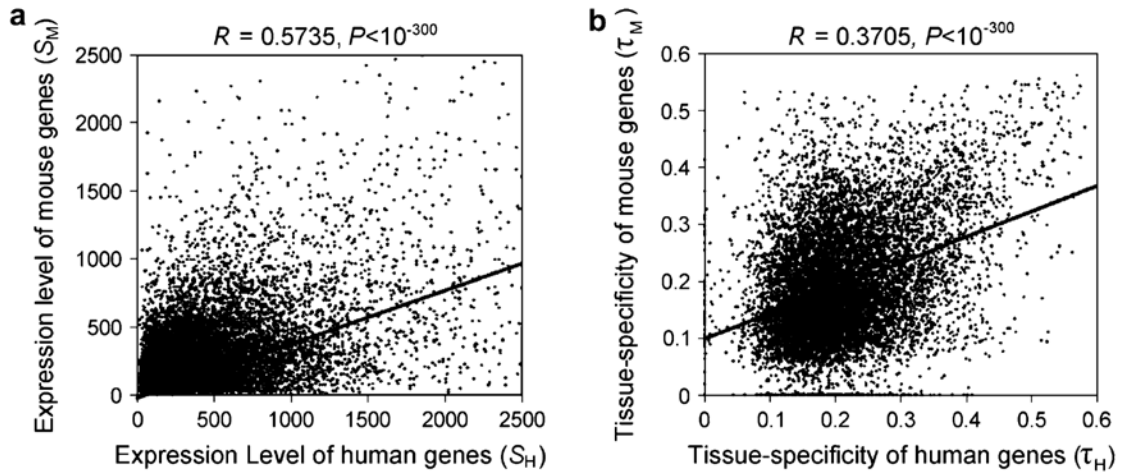 a
R = 0.5735, P<10⁻³⁰⁰
Expression level of mouse genes (S_M)
2500
2000
1500
1000
500
0
0 500 1000 1500 2000 2500
Expression Level of human genes (S_H)
b
R = 0.3705, P<10⁻³⁰⁰
Tissue-specificity of mouse genes (τ_M)
0.6
0.5
0.4
0.3
0.2
0.1
0
0 0.1 0.2 0.3 0.4 0.5 0.6
Tissue-specificity of human genes (τ_H)